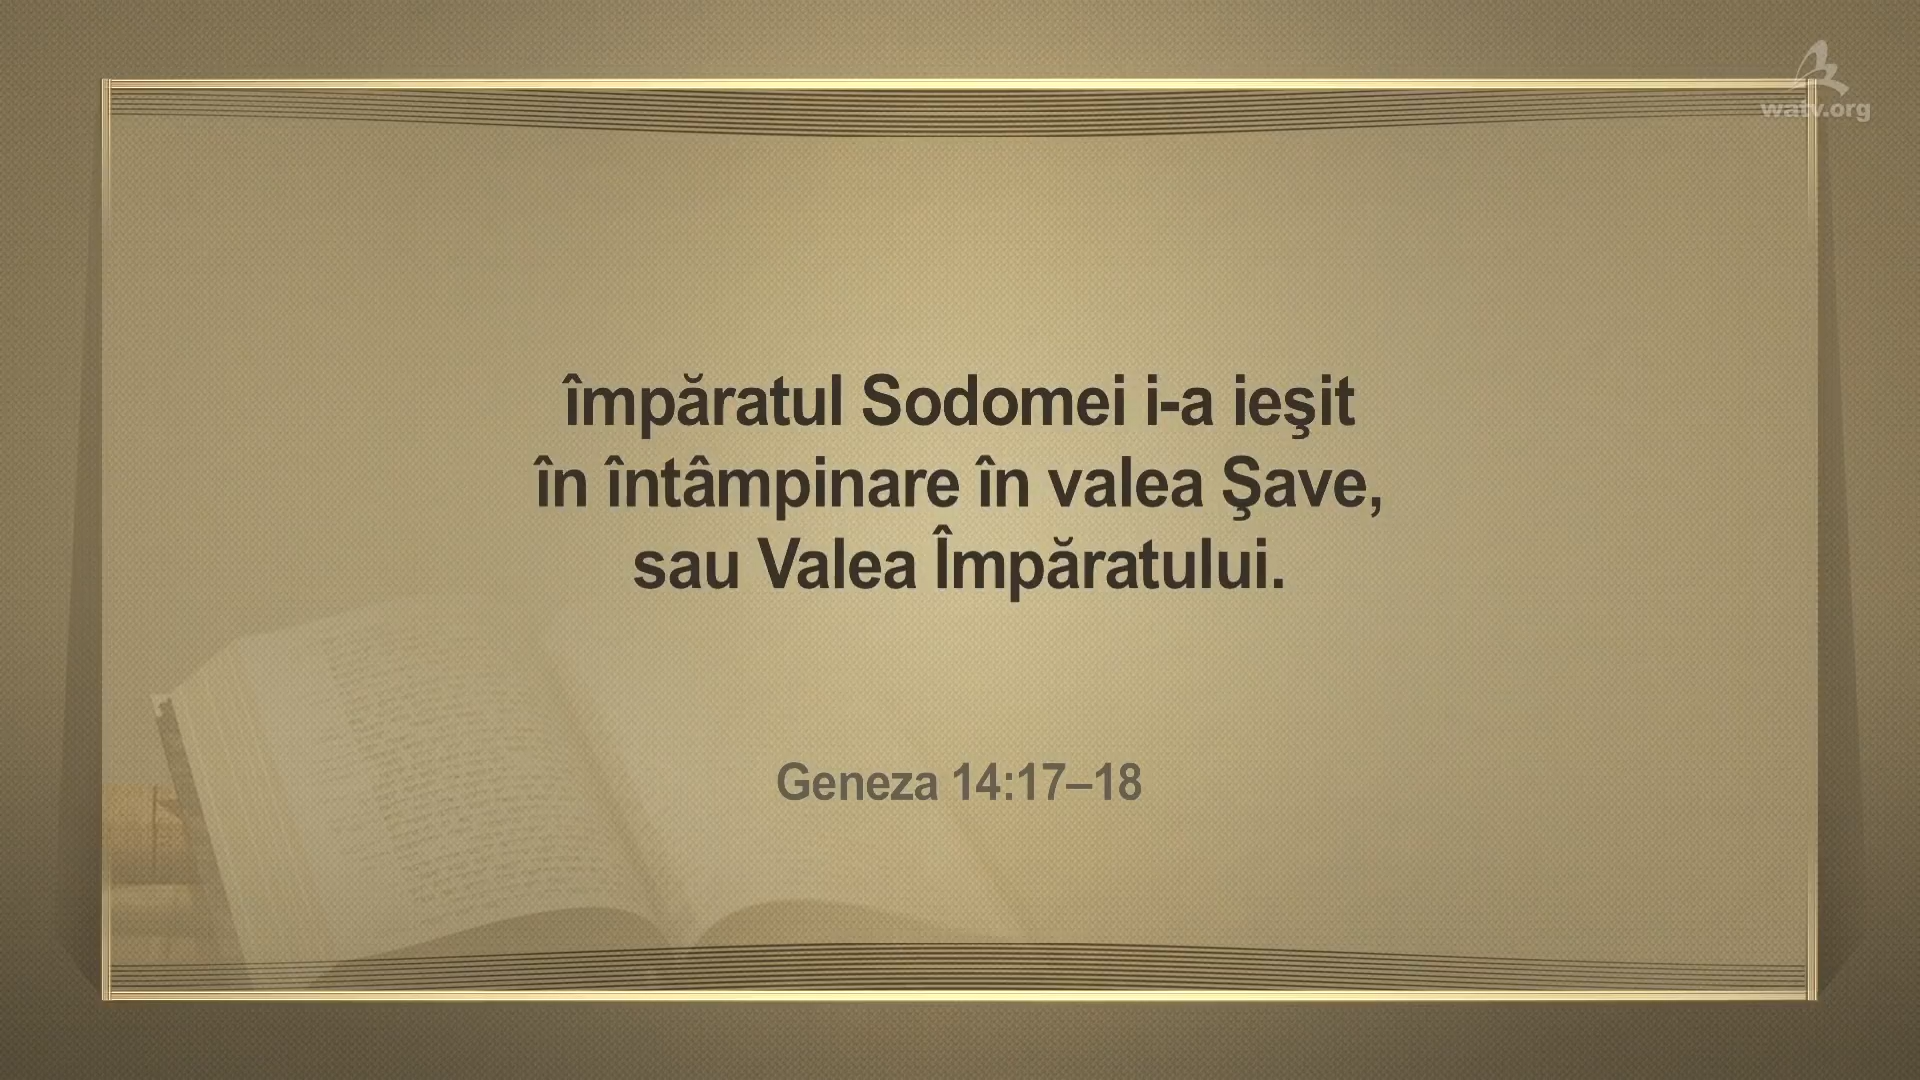 watv.org
împăratul Sodomei i-a ieşit
în întâmpinare în valea Şave,
sau Valea Împăratului.
Geneza 14:17–18